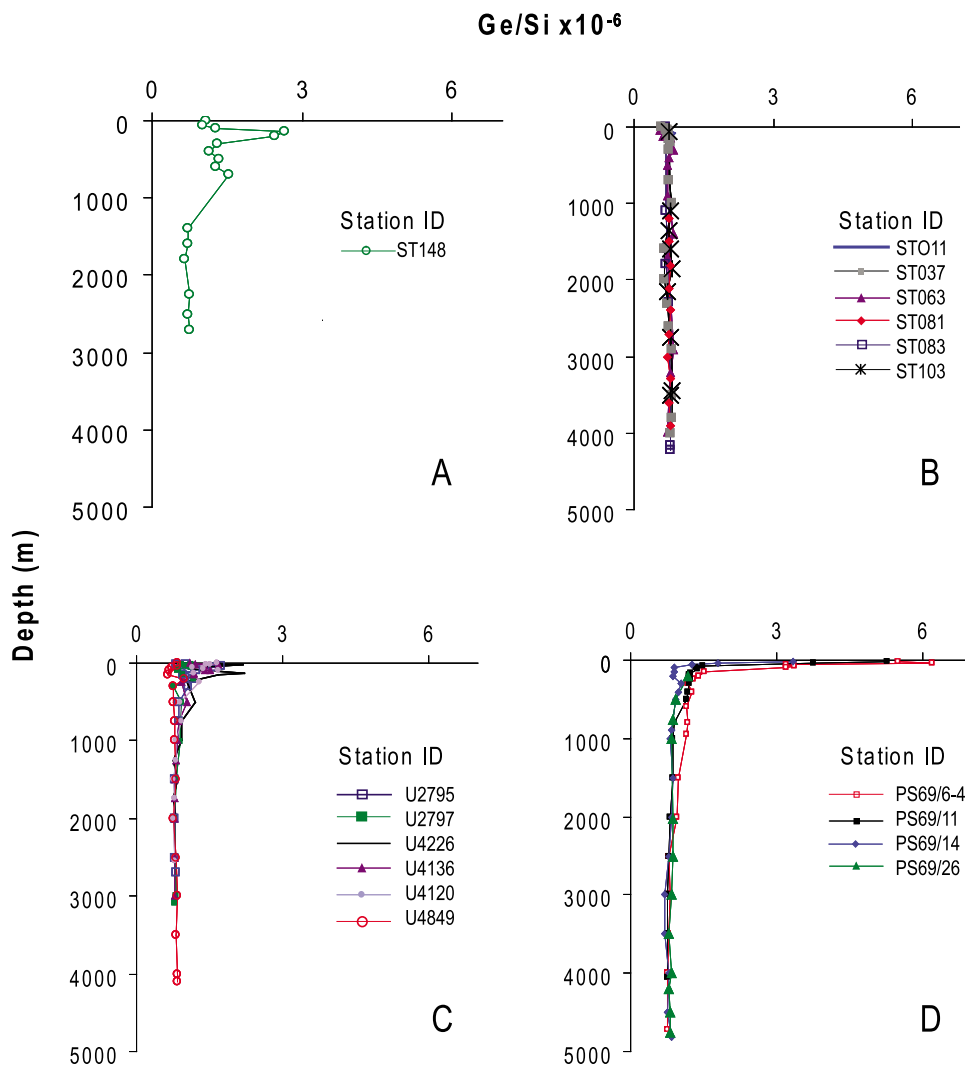 Ge/Si x10-6
0 3 6
0
1000
2000
3000
4000
5000
Station ID
ST148
A
0 3 6
0
1000
2000
3000
4000
5000
Station ID
STO11
ST037
ST063
ST081
ST083
ST103
B
Depth (m)
0 3 6
0
1000
2000
3000
4000
5000
Station ID
U2795
U2797
U4226
U4136
U4120
U4849
C
0 3 6
0
1000
2000
3000
4000
5000
Station ID
PS69/6-4
PS69/11
PS69/14
PS69/26
D